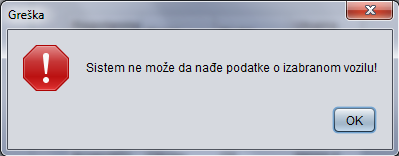 Greška
Sistem ne može da nađe podatke o izabranom vozilu!
OK